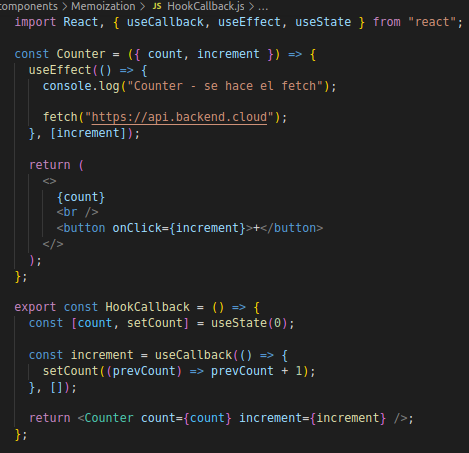 omponents > Memoization > JS HookCallback.js > ...
import React, { useCallback, useEffect, useState } from "react";
const Counter = ({ count, increment }) => {
useEffect(() => {
console.log("Counter - se hace el fetch");
fetch("https://api.backend.cloud");
}, [increment]);
return (
<>
{count}
<br />
<button onClick={increment}>+</button>
</>
);
};
export const HookCallback = () => {
const [count, setCount] = useState(0);
const increment = useCallback(() => {
setCount((prevCount) => prevCount + 1);
}, []);
return <Counter count={count} increment={increment} />;
};